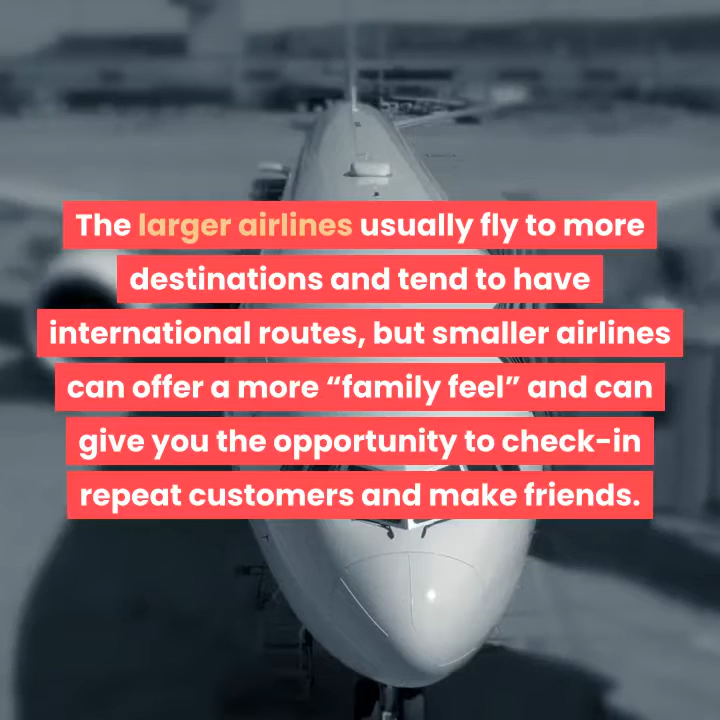 The larger airlines usually fly to more
destinations and tend to have
international routes, but smaller airlines
can offer a more “family feel” and can
give you the opportunity to check-in
repeat customers and make friends.